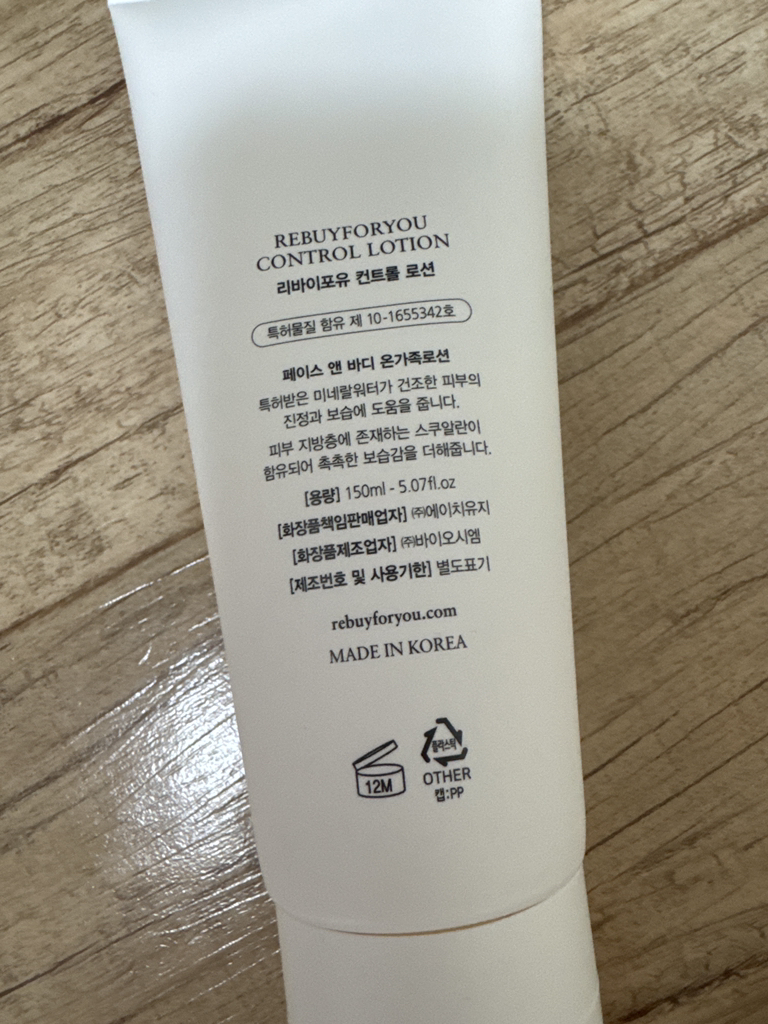 REBUYFORYOU
CONTROL LOTION
리바이포유 컨트롤 로션
특허물질 함유 제 10-1655342호
페이스 앤 바디 온가족로션
특허받은 미네랄워터가 건조한 피부의
진정과 보습에 도움을 줍니다.
피부 지방층에 존재하는 스쿠알란이
함유되어 촉촉한 보습감을 더해줍니다.
[용량] 150ml - 5.07fl.oz
[화장품책임판매업자] ㈜에이치유지
[화장품제조업자] ㈜바이오시엠
[제조번호 및 사용기한] 별도표기
rebuyforyou.com
MADE IN KOREA
12M
플라스틱
OTHER
캡:PP